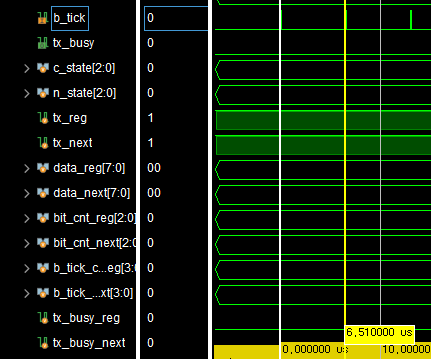 b_tick 0
tx_busy 0
c_state[2:0] 0
n_state[2:0] 0
tx_reg 1
tx_next 1
data_reg[7:0] 00
data_next[7:0] 00
bit_cnt_reg[2:0] 0
bit_cnt_next[2:0 0
b_tick_c...eg[3:0] 0
b_tick_...xt[3:0] 0
tx_busy_reg 0
tx_busy_next 0
6,510000 us
0,000000 us 10,00000